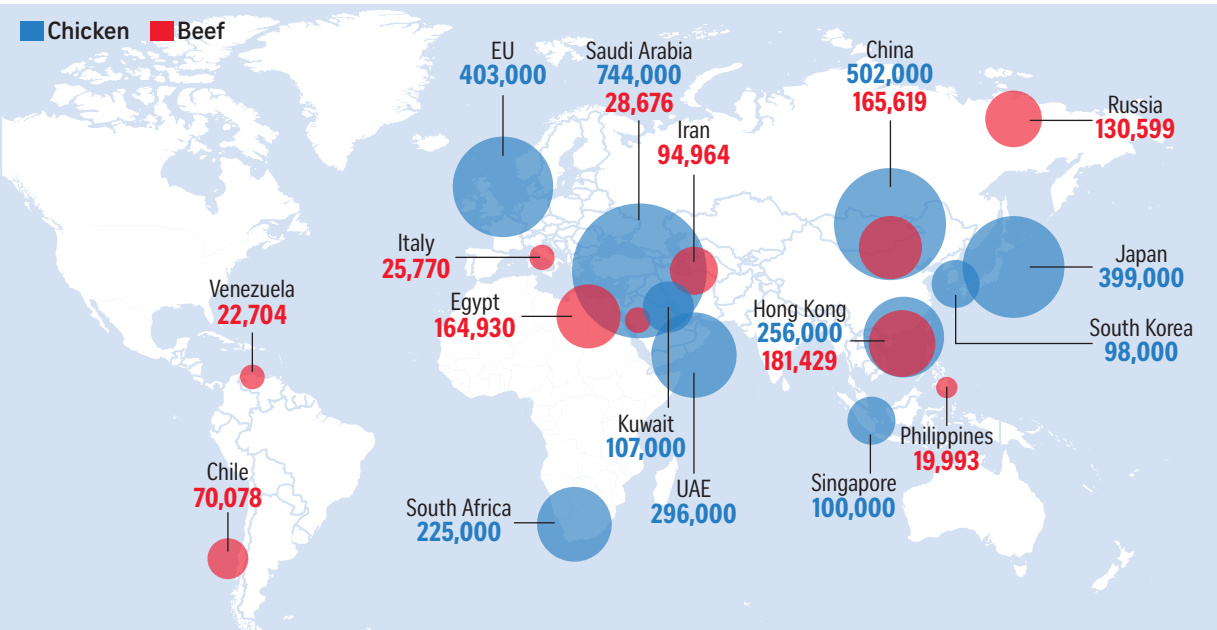 Chicken Beef
EU
403,000
Saudi Arabia
744,000
28,676
China
502,000
165,619
Russia
130,599
Iran
94,964
Italy
25,770
Egypt
164,930
Venezuela
22,704
Japan
399,000
Hong Kong
256,000
181,429
South Korea
98,000
Kuwait
107,000
Philippines
19,993
Chile
70,078
South Africa
225,000
UAE
296,000
Singapore
100,000